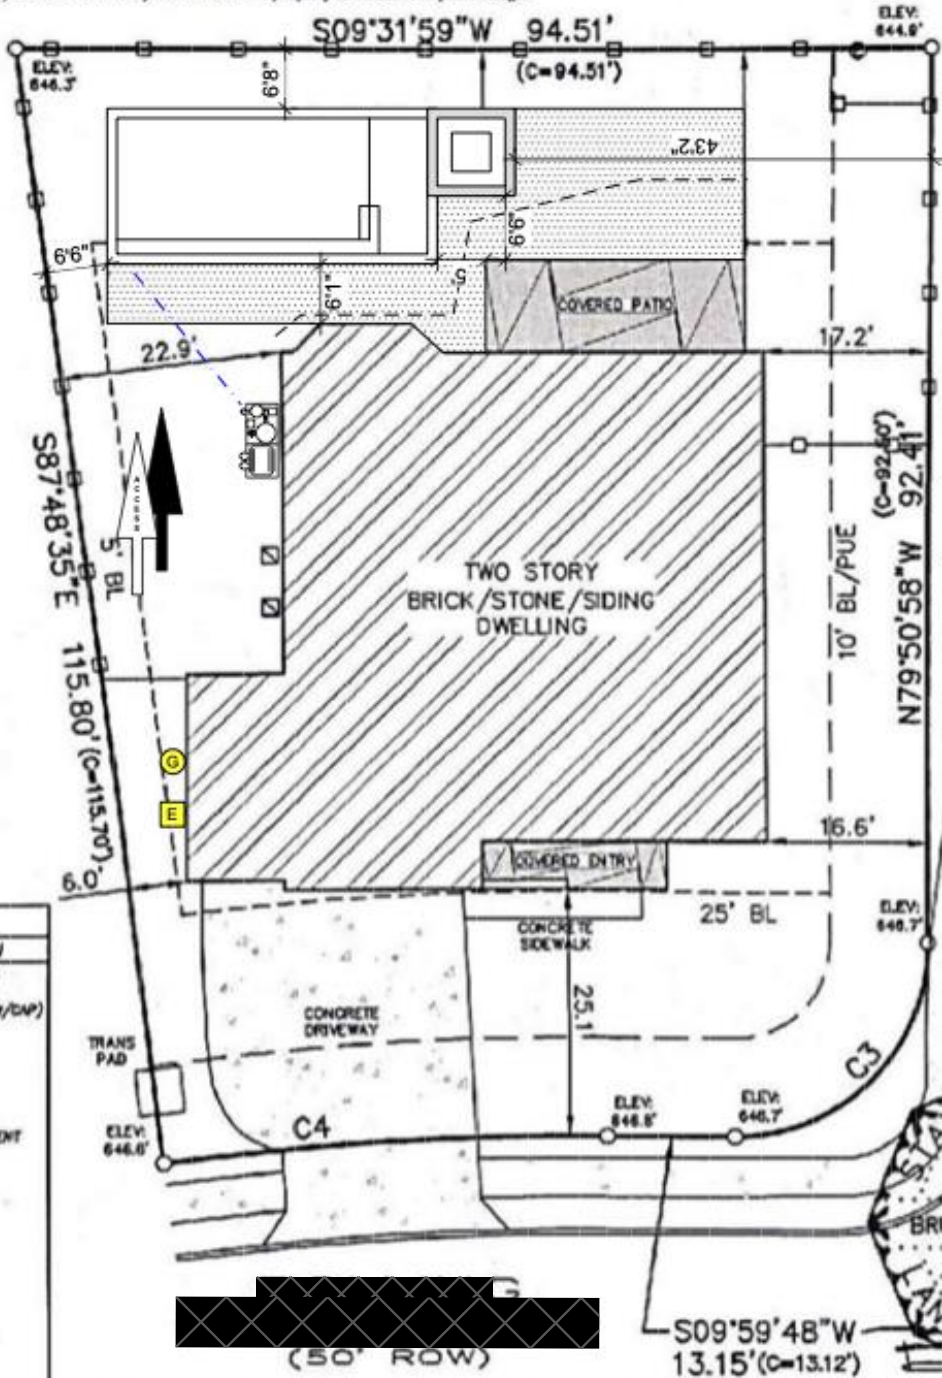 S09°31'59"W 94.51'
(C=94.51')
ELEV:
644.9'
ELEV:
646.3'
6'8"
43'2"
6'6"
6'9"
5'
6'1"
COVERED PATIO
22.9'
17.2'
S87°48'35"E 115.80' (C=115.70')
ACCESS
5' BL
TWO STORY
BRICK/STONE/SIDING
DWELLING
10' BL/PUE
N79°50'58"W 92.41'
G
E
16.6'
COVERED ENTRY
6.0'
25' BL
ELEV:
646.7'
CONCRETE
SIDEWALK
25.1'
CONCRETE
DRIVEWAY
TRANS
PAD
C3
C4
ELEV:
646.6'
ELEV:
646.8'
ELEV:
646.7'
S09°59'48"W
13.15' (C=13.12')
(50' ROW)